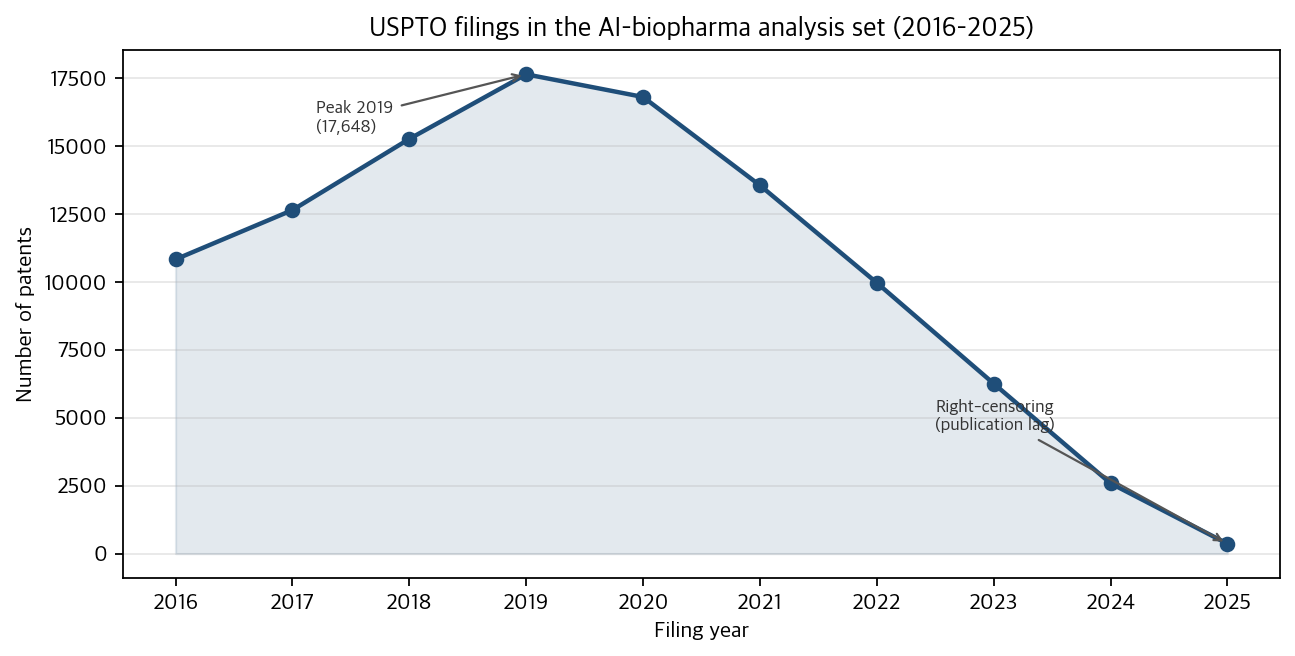 USPTO filings in the AI-biopharma analysis set (2016-2025)
Number of patents
17500
15000
12500
10000
7500
5000
2500
0
Peak 2019
(17,648)
Right-censoring
(publication lag)
2016 2017 2018 2019 2020 2021 2022 2023 2024 2025
Filing year